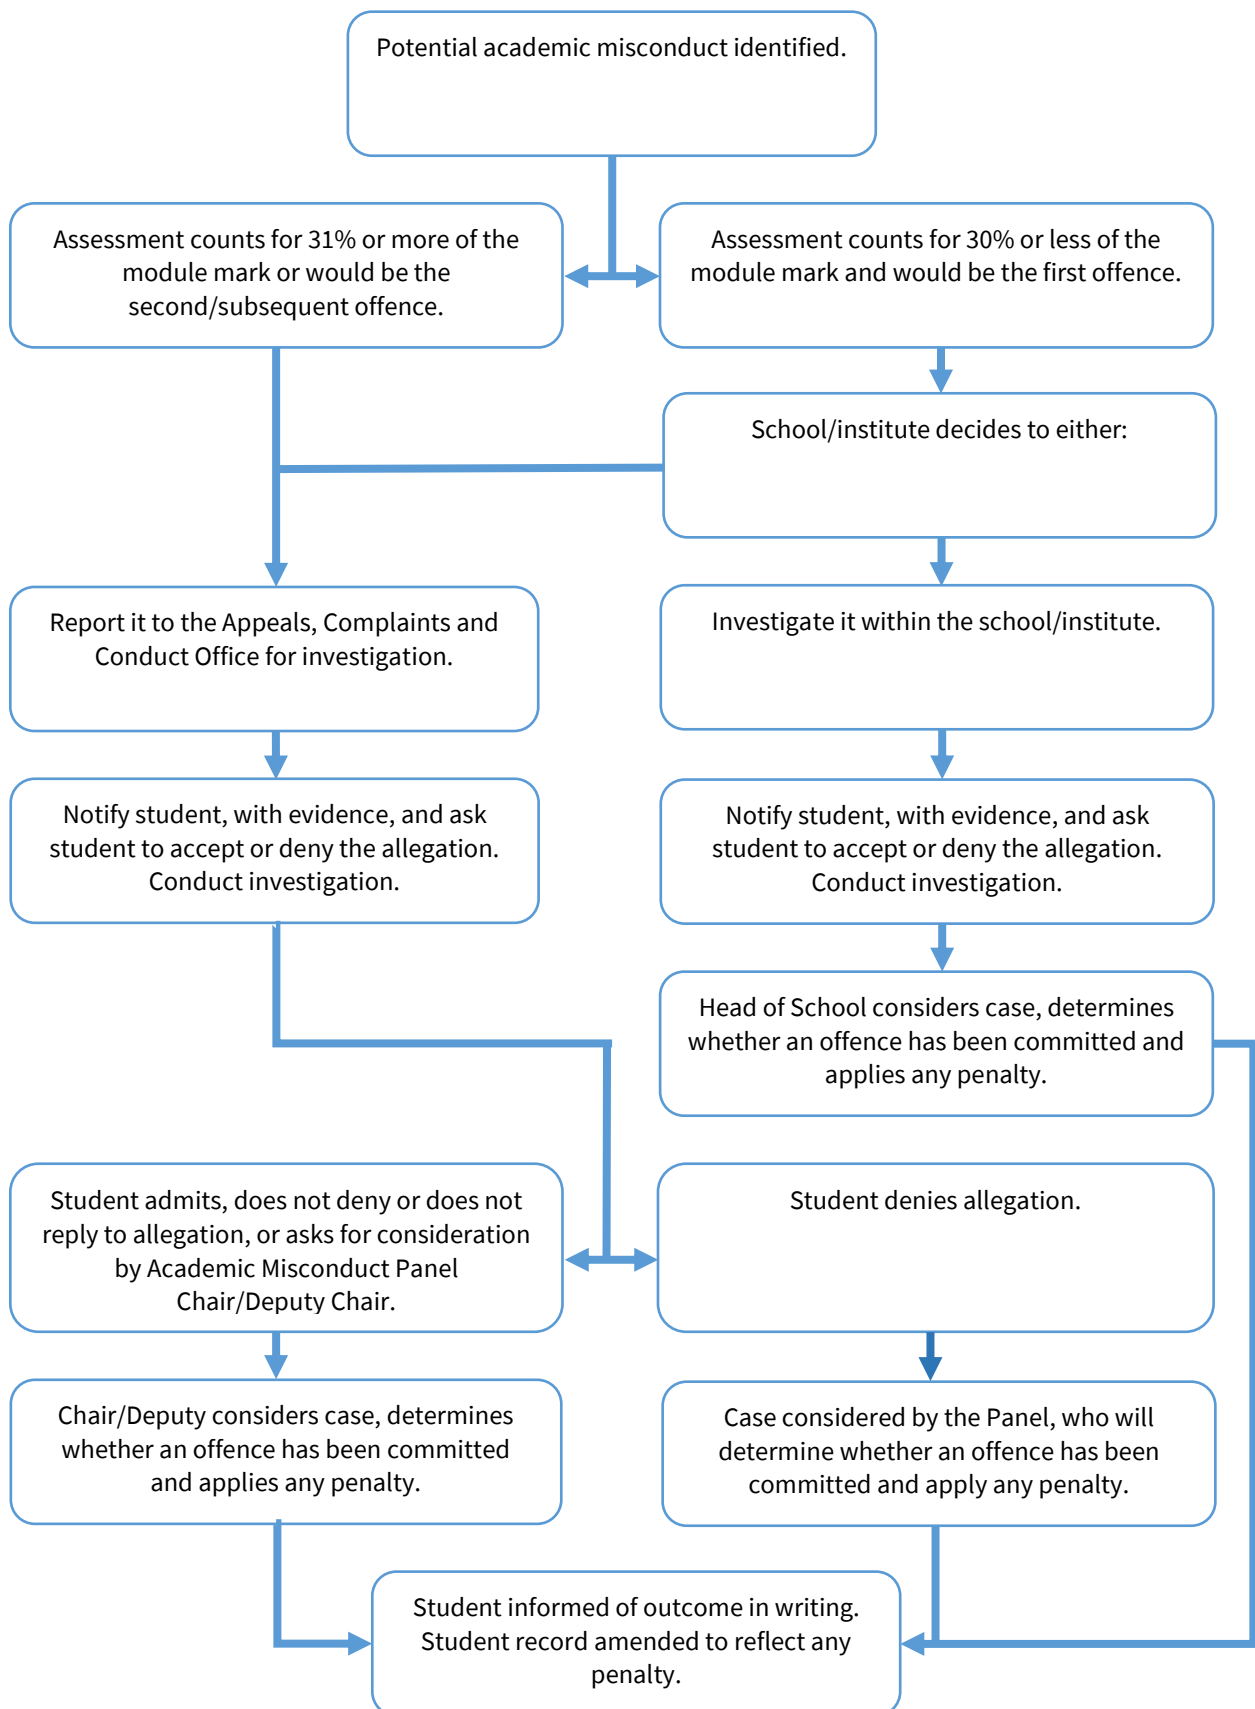 Potential academic misconduct identified.
Assessment counts for 31% or more of the
module mark or would be the
second/subsequent offence.
Assessment counts for 30% or less of the
module mark and would be the first offence.
School/institute decides to either:
Report it to the Appeals, Complaints and
Conduct Office for investigation.
Investigate it within the school/institute.
Notify student, with evidence, and ask
student to accept or deny the allegation.
Conduct investigation.
Notify student, with evidence, and ask
student to accept or deny the allegation.
Conduct investigation.
Head of School considers case, determines
whether an offence has been committed and
applies any penalty.
Student admits, does not deny or does not
reply to allegation, or asks for consideration
by Academic Misconduct Panel
Chair/Deputy Chair.
Student denies allegation.
Chair/Deputy considers case, determines
whether an offence has been committed
and applies any penalty.
Case considered by the Panel, who will
determine whether an offence has been
committed and apply any penalty.
Student informed of outcome in writing.
Student record amended to reflect any
penalty.